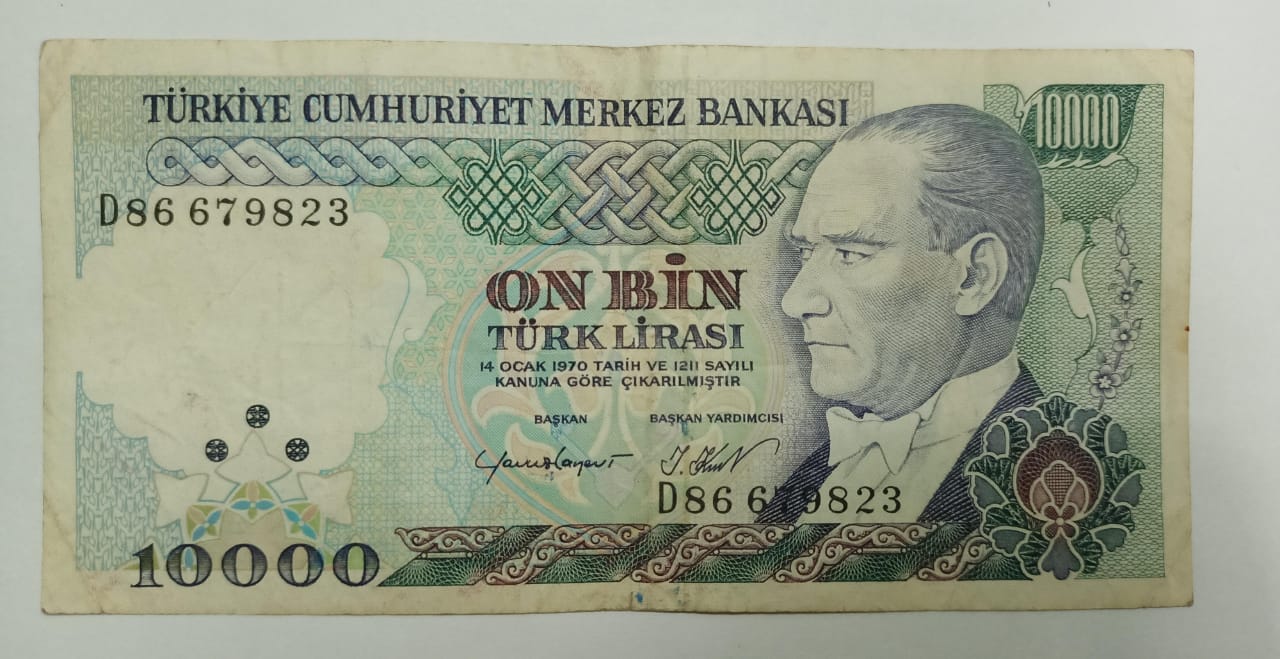 TÜRKİYE CUMHURİYET MERKEZ BANKASI
10000
D86 679823
ON BİN
TÜRK LİRASI
14 OCAK 1970 TARİH VE 1211 SAYILI
KANUNA GÖRE ÇIKARILMIŞTIR
BAŞKAN BAŞKAN YARDIMCISI
D86 679823
10000